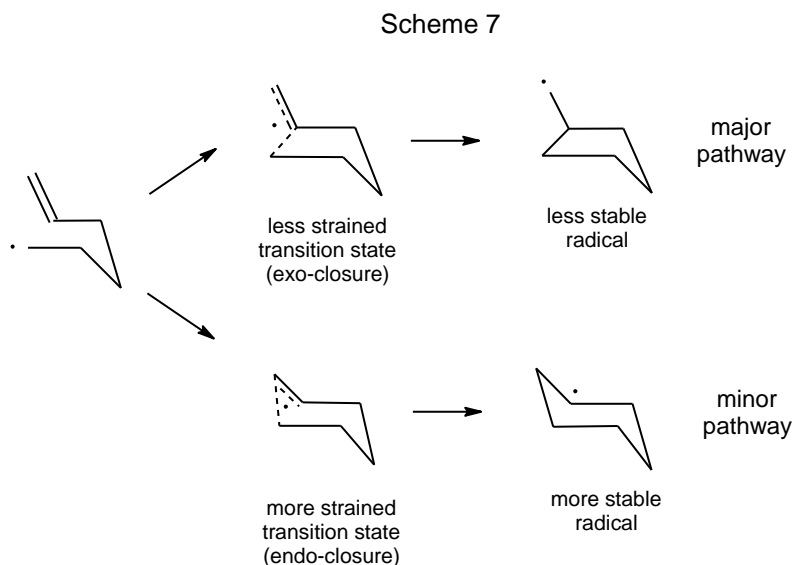 Scheme 7
less strained
transition state
(exo-closure)
less stable
radical
major
pathway
more strained
transition state
(endo-closure)
more stable
radical
minor
pathway